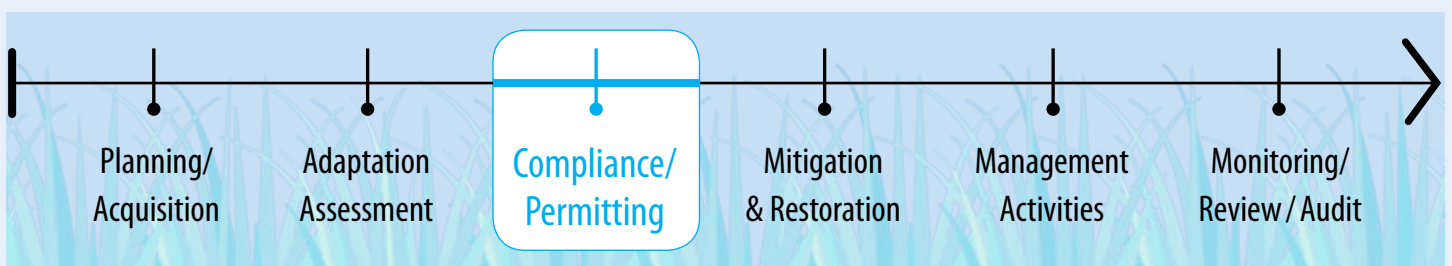 Planning/
Acquisition
Adaptation
Assessment
Compliance/
Permitting
Mitigation
& Restoration
Management
Activities
Monitoring/
Review / Audit